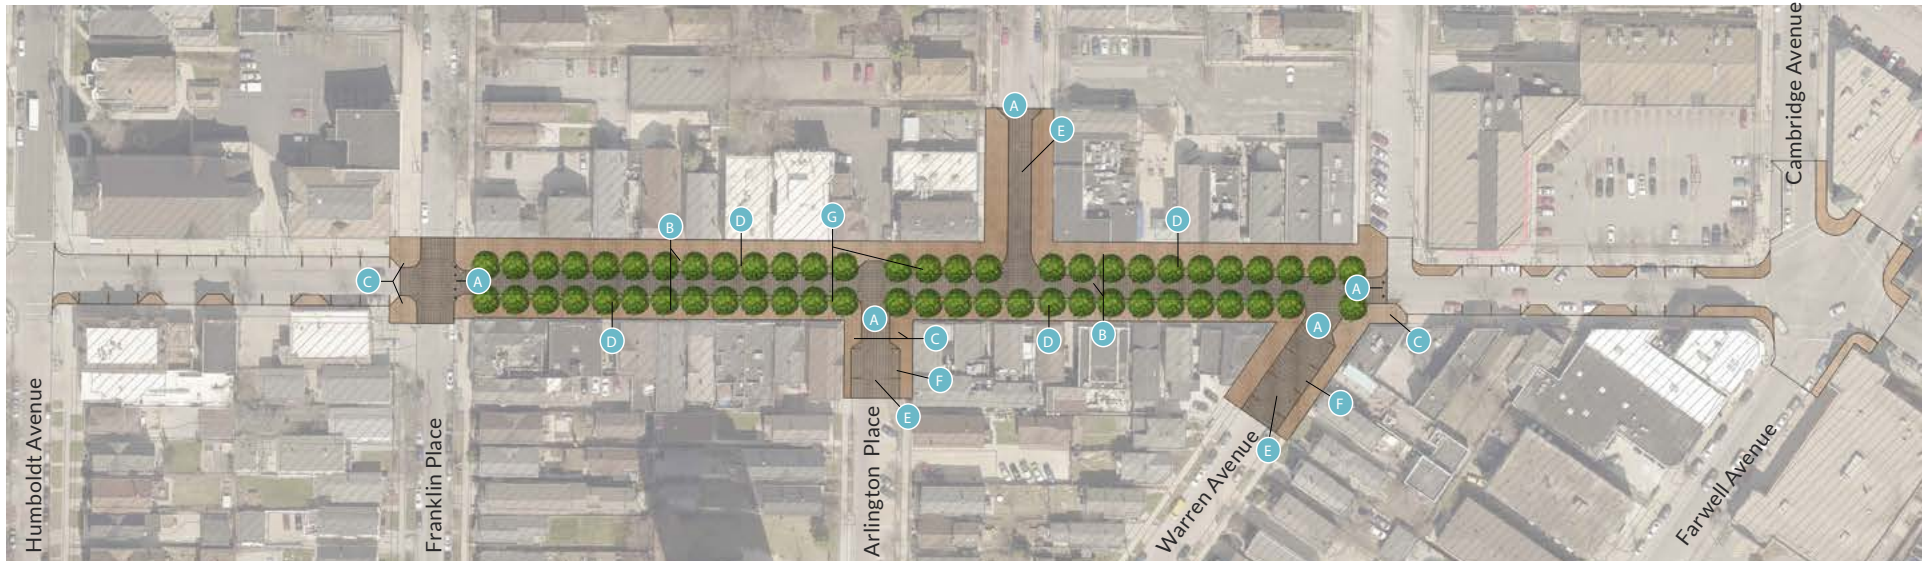 Cambridge Avenue
A
E
B
D
G
D
C
A
A
A
A
D
C
D
B
C
F
E
F
E
Humboldt Avenue
Franklin Place
Arlington Place
Warren Avenue
Farwell Avenue